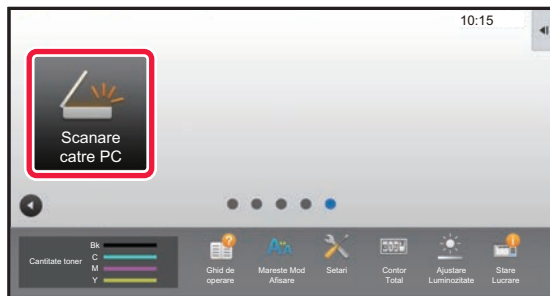 10:15
Scanare
catre PC
Cantitate toner
Bk
C
M
Y
Ghid de
operare
Mareste Mod
Afisare
Setari
Contor
Total
Ajustare
Luminozitate
Stare
Lucrare